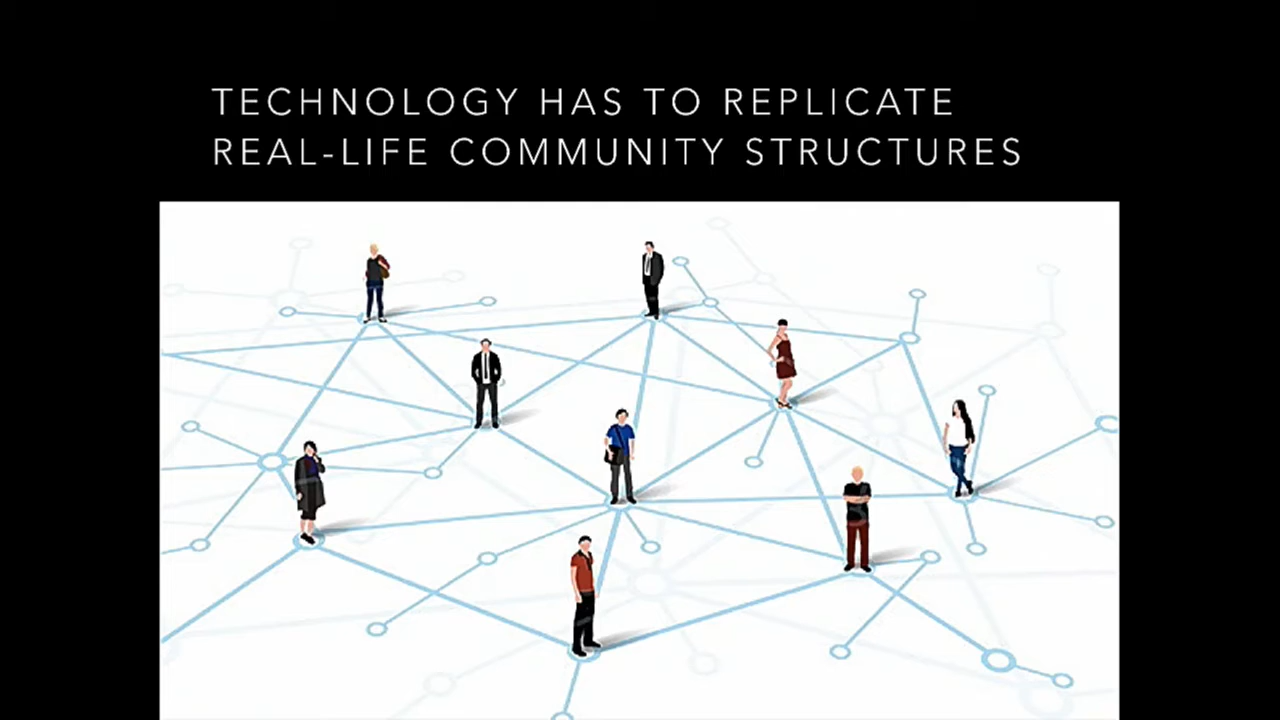 TECHNOLOGY HAS TO REPLICATE
REAL-LIFE COMMUNITY STRUCTURES